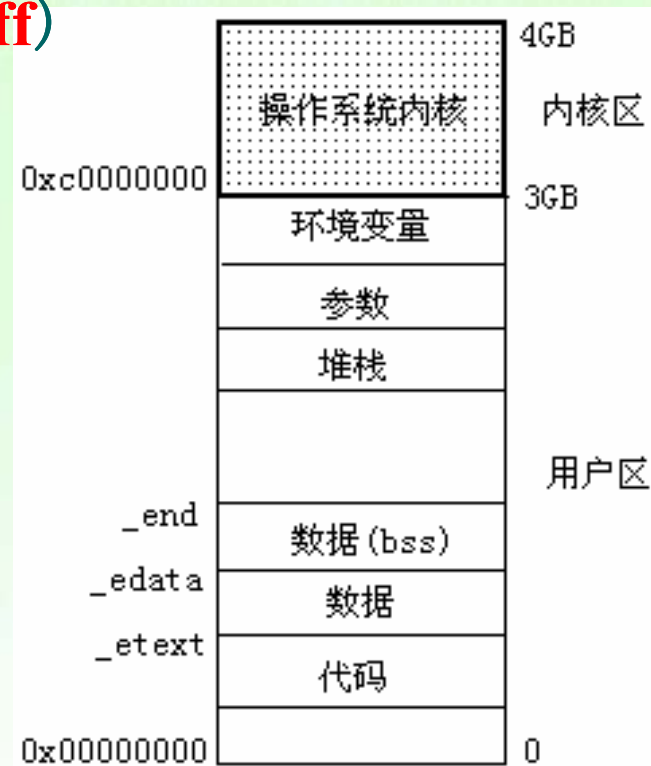 ff)
4GB
操作系统内核
内核区
0xc0000000
3GB
环境变量
参数
堆栈
用户区
_end
数据(bss)
_edata
数据
_etext
代码
0x00000000
0